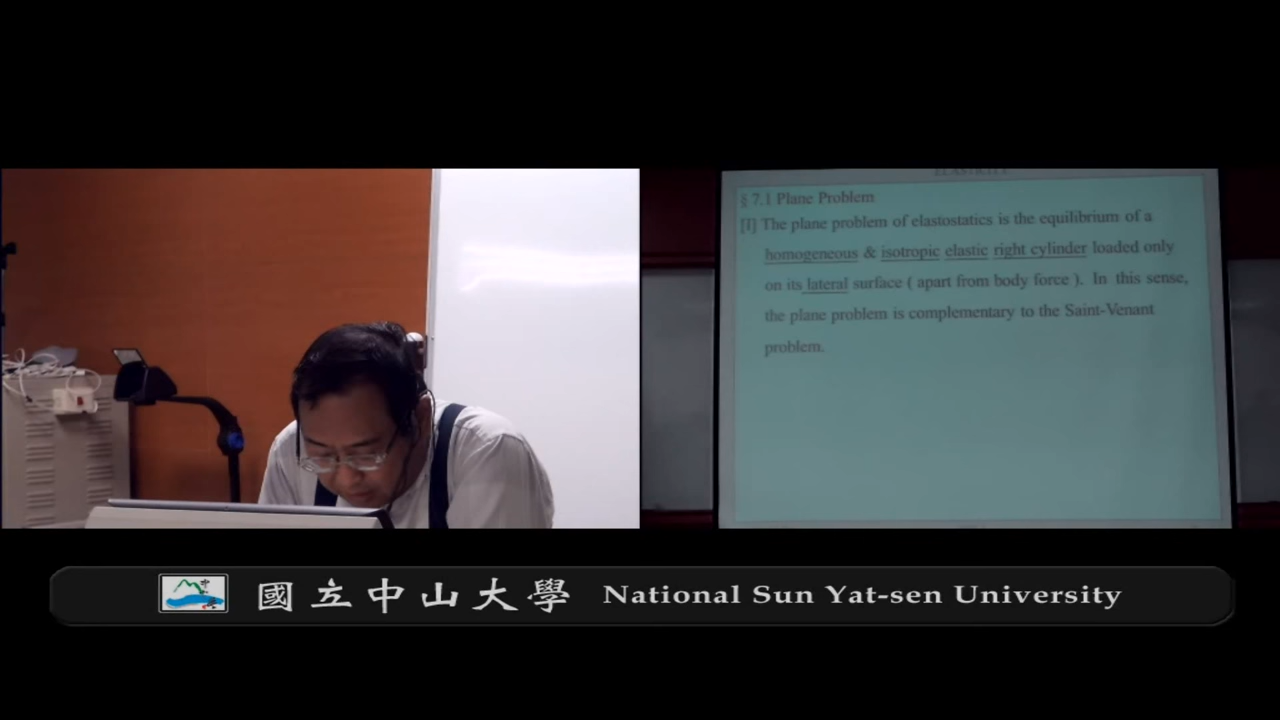 ELASTICITY
§ 7.1 Plane Problem
[I] The plane problem of elastostatics is the equilibrium of a
homogeneous & isotropic elastic right cylinder loaded only
on its lateral surface ( apart from body force ). In this sense,
the plane problem is complementary to the Saint-Venant
problem.
國立中山大學 National Sun Yat-sen University